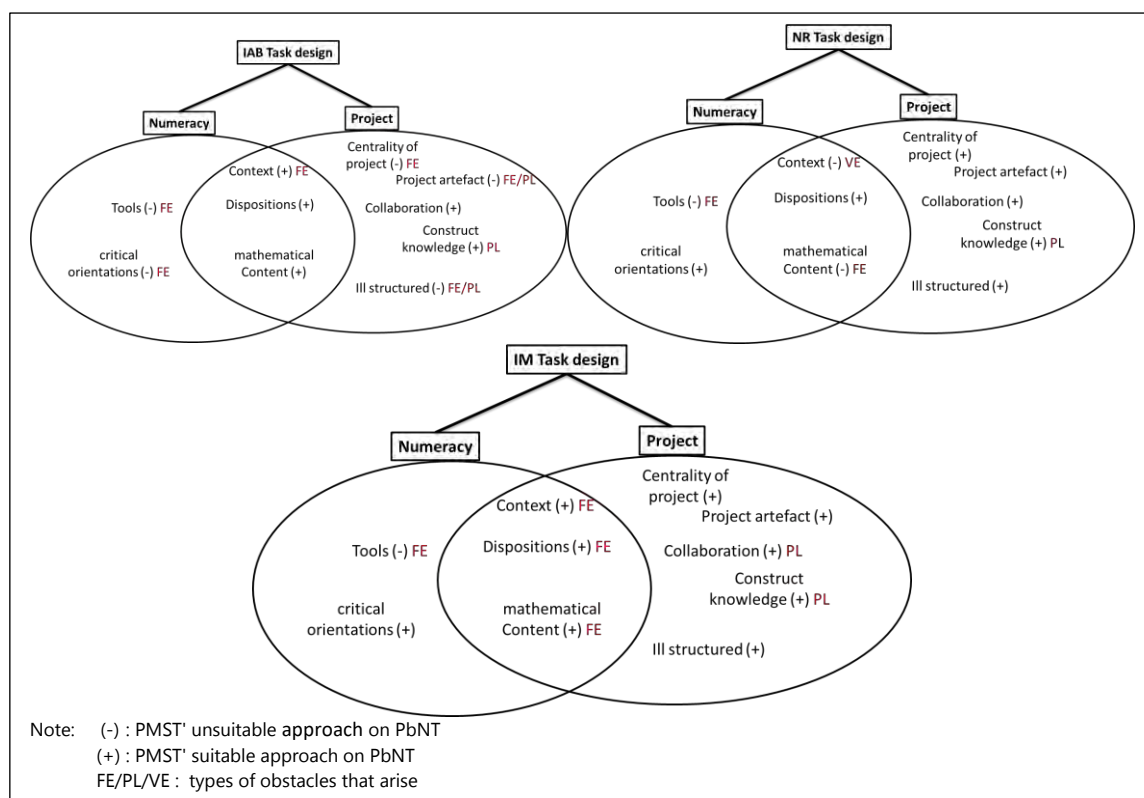 IAB Task design
Numeracy
Project
Tools (-) FE
critical
orientations (-) FE
Context (+) FE
Dispositions (+)
mathematical
Content (+)
Centrality of
project (-) FE
Project artefact (-) FE/PL
Collaboration (+)
Construct
knowledge (+) PL
Ill structured (-) FE/PL
NR Task design
Numeracy
Project
Tools (-) FE
critical
orientations (+)
Context (-) VE
Dispositions (+)
mathematical
Content (-) FE
Centrality of
project (+)
Project artefact (+)
Collaboration (+)
Construct
knowledge (+) PL
Ill structured (+)
IM Task design
Numeracy
Project
Tools (-) FE
critical
orientations (+)
Context (+) FE
Dispositions (+) FE
mathematical
Content (+) FE
Centrality of
project (+)
Project artefact (+)
Collaboration (+) PL
Construct
knowledge (+) PL
Ill structured (+)
Note: (-) : PMST' unsuitable approach on PbNT
(+) : PMST' suitable approach on PbNT
FE/PL/VE : types of obstacles that arise